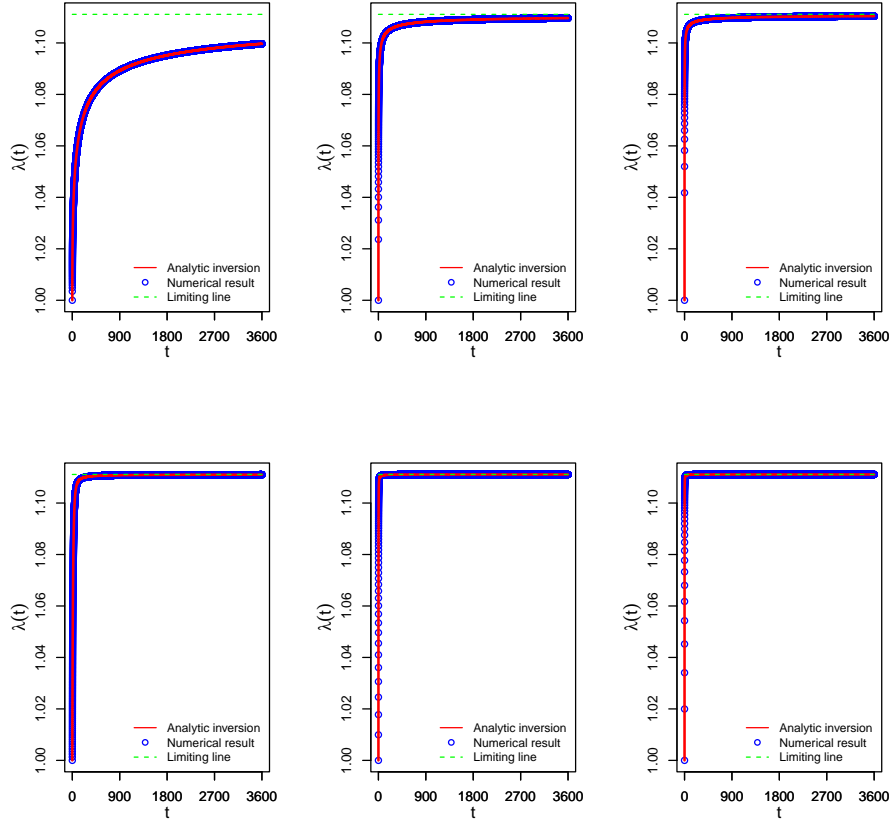 1.00 1.02 1.04 1.06 1.08 1.10
λ(t)
Analytic inversion
Numerical result
Limiting line
0 900 1800 2700 3600
t
1.00 1.02 1.04 1.06 1.08 1.10
λ(t)
Analytic inversion
Numerical result
Limiting line
0 900 1800 2700 3600
t
1.00 1.02 1.04 1.06 1.08 1.10
λ(t)
Analytic inversion
Numerical result
Limiting line
0 900 1800 2700 3600
t
1.00 1.02 1.04 1.06 1.08 1.10
λ(t)
Analytic inversion
Numerical result
Limiting line
0 900 1800 2700 3600
t
1.00 1.02 1.04 1.06 1.08 1.10
λ(t)
Analytic inversion
Numerical result
Limiting line
0 900 1800 2700 3600
t
1.00 1.02 1.04 1.06 1.08 1.10
λ(t)
Analytic inversion
Numerical result
Limiting line
0 900 1800 2700 3600
t